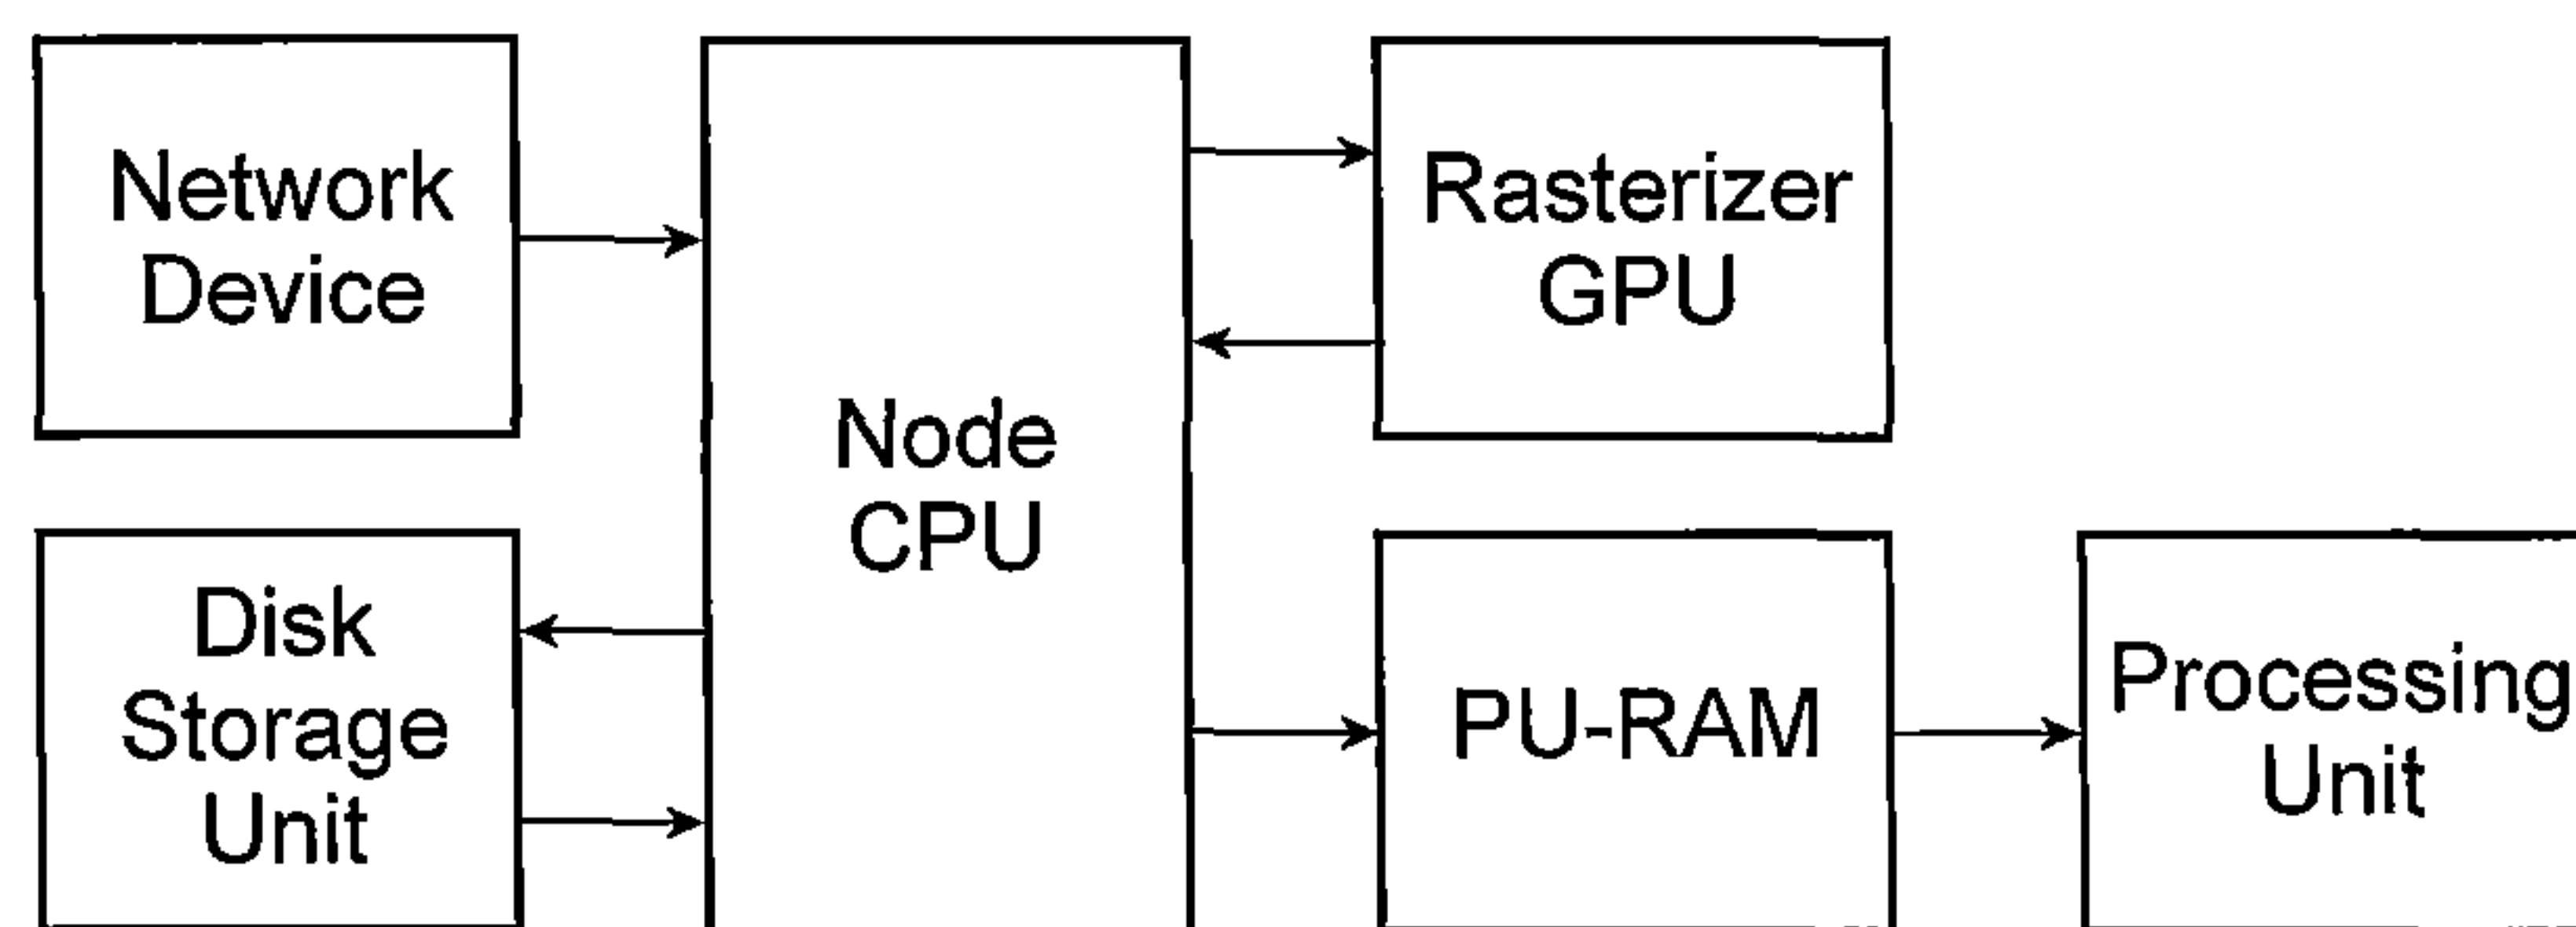 Network
Device
Node
CPU
Rasterizer
GPU
Disk
Storage
Unit
PU-RAM
Processing
Unit